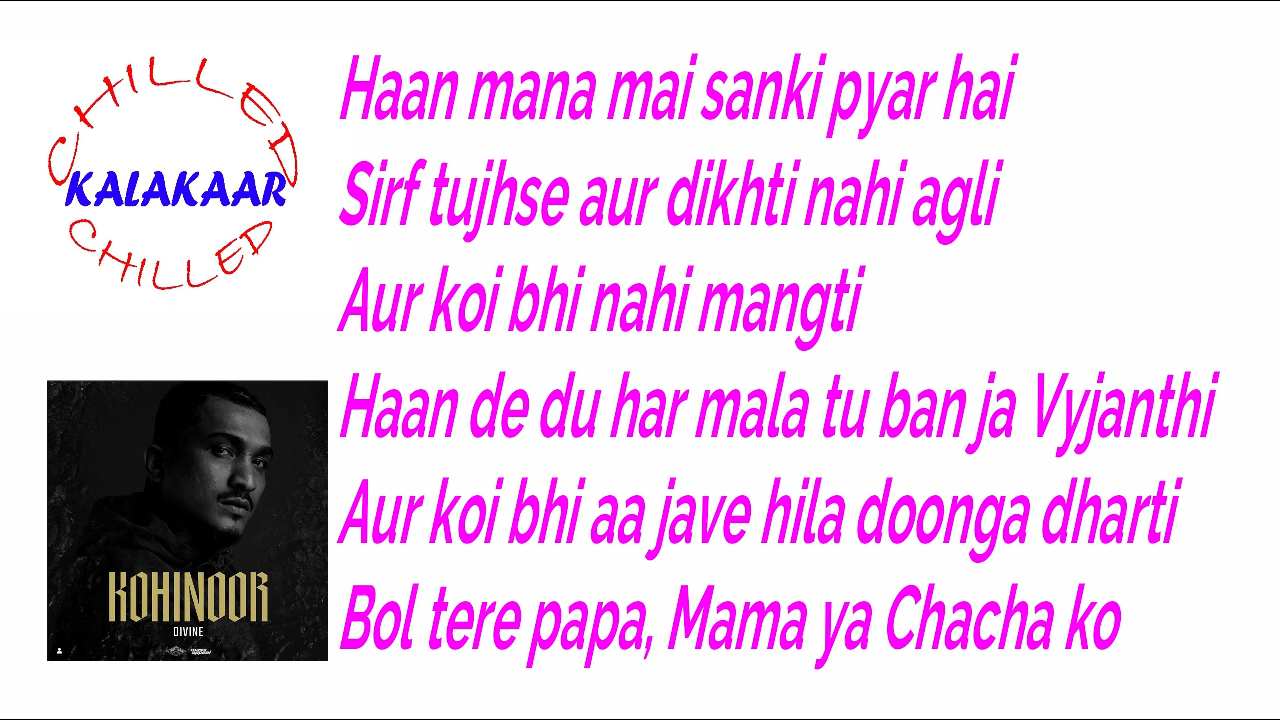 CHILLED
KALAKAAR
CHILLED
Haan mana mai sanki pyar hai
Sirf tujhse aur dikhti nahi agli
Aur koi bhi nahi mangti
Haan de du har mala tu ban ja Vyjanthi
Aur koi bhi aa jave hila doonga dharti
Bol tere papa, Mama ya Chacha ko
KOHINOOR
DIVINE